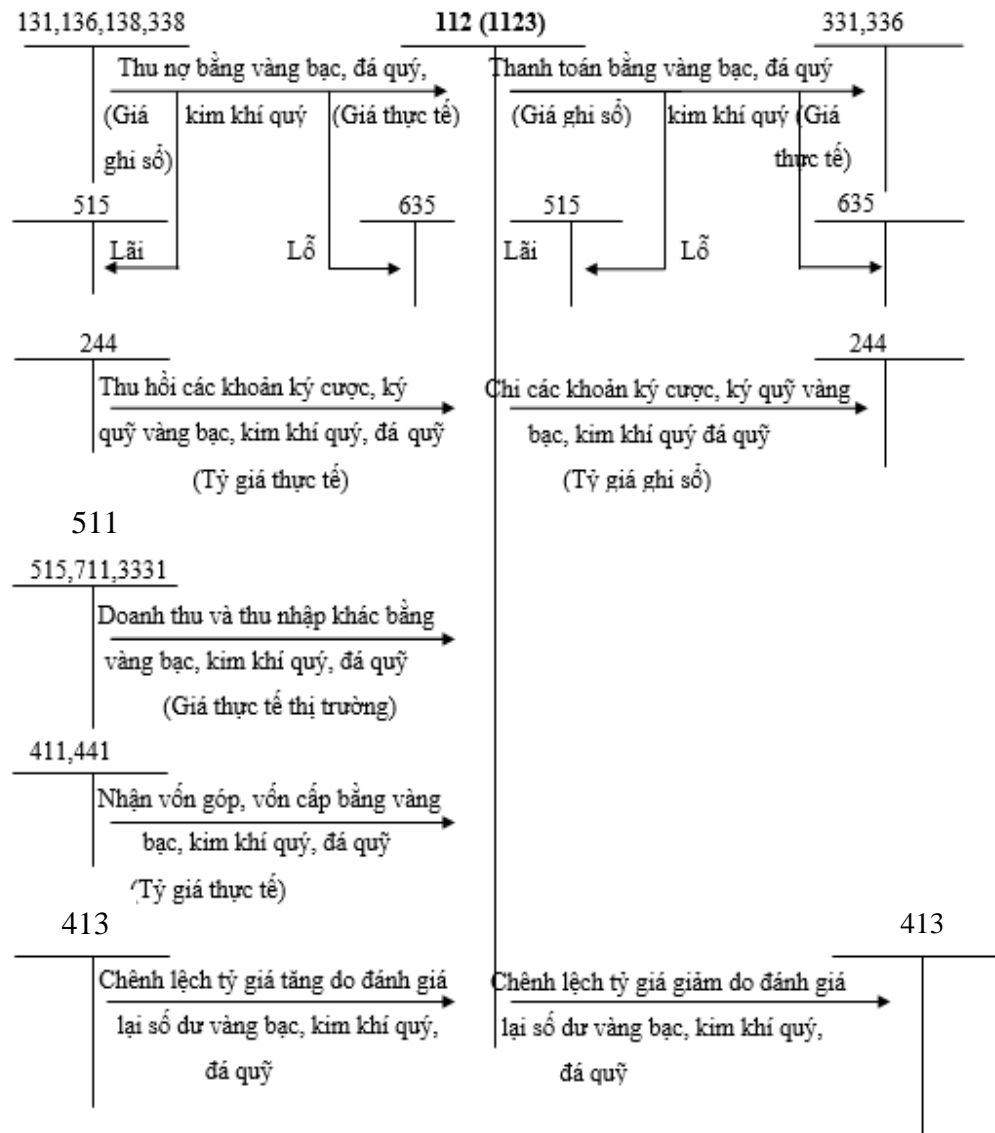 131,136,138,338
112 (1123)
331,336
Thu nợ bằng vàng bạc, đá quý,
Thanh toán bằng vàng bạc, đá quý
(Giá
kim khí quý
(Giá thực tế)
(Giá ghi sổ)
kim khí quý (Giá
ghi sổ)
thực tế)
515
635
515
635
Lãi
Lỗ
Lãi
Lỗ
244
244
Thu hồi các khoản ký cược, ký
Chi các khoản ký cược, ký quỹ vàng
quỹ vàng bạc, kim khí quý, đá quỹ
bạc, kim khí quý đá quỹ
(Tỷ giá thực tế)
(Tỷ giá ghi sổ)
511
515,711,3331
Doanh thu và thu nhập khác bằng
vàng bạc, kim khí quý, đá quỹ
(Giá thực tế thị trường)
411,441
Nhận vốn góp, vốn cấp bằng vàng
bạc, kim khí quý, đá quỹ
(Tỷ giá thực tế)
413
413
Chênh lệch tỷ giá tăng do đánh giá
Chênh lệch tỷ giá giảm do đánh giá
lại số dư vàng bạc, kim khí quý,
lại số dư vàng bạc, kim khí quý,
đá quỹ
đá quỹ